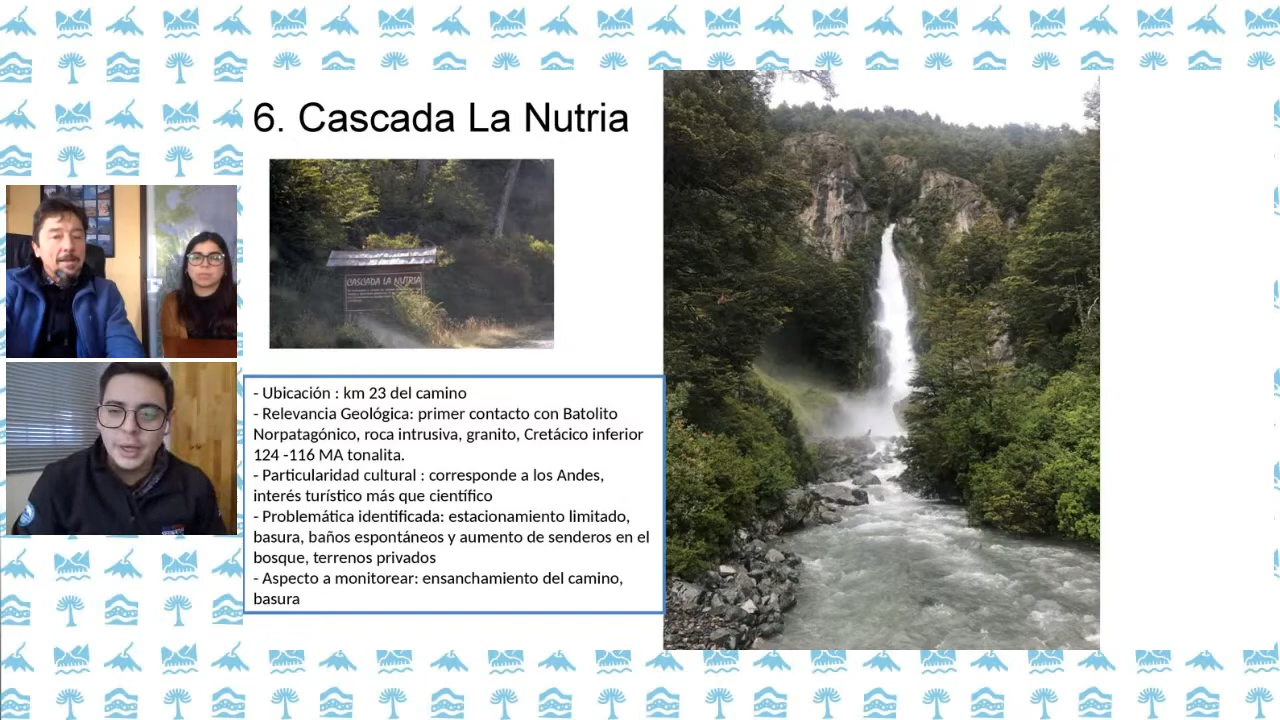 6. Cascada La Nutria
CASCADA LA NUTRIA
- Ubicación : km 23 del camino
- Relevancia Geológica: primer contacto con Batolito
Norpatagónico, roca intrusiva, granito, Cretácico inferior
124 -116 MA tonalita.
- Particularidad cultural : corresponde a los Andes,
interés turístico más que científico
- Problemática identificada: estacionamiento limitado,
basura, baños espontáneos y aumento de senderos en el
bosque, terrenos privados
- Aspecto a monitorear: ensanchamiento del camino,
basura